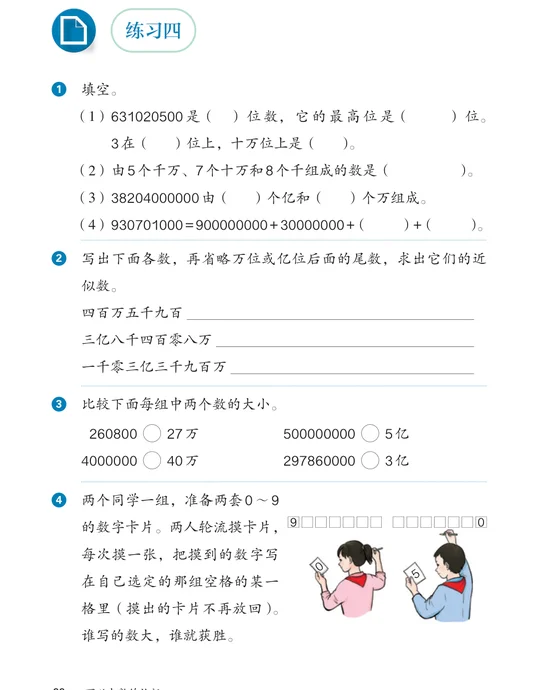 练习四
1 填空。
（1）631020500是（ ）位数，它的最高位是（ ）位。
3在（ ）位上，十万位上是（ ）。
（2）由5个千万、7个十万和8个千组成的数是（ ）。
（3）38204000000由（ ）个亿和（ ）个万组成。
（4）930701000=900000000+30000000+（ ）+（ ）。
2 写出下面各数，再省略万位或亿位后面的尾数，求出它们的近
似数。
四百万五千九百
三亿八千四百零八万
一千零三亿三千九百万
3 比较下面每组中两个数的大小。
260800 ○ 27万 500000000 ○ 5亿
4000000 ○ 40万 297860000 ○ 3亿
4 两个同学一组，准备两套0～9
的数字卡片。两人轮流摸卡片，
每次摸一张，把摸到的数字写
在自己选定的那组空格的某一
格里（摸出的卡片不再放回）。
谁写的数大，谁就获胜。
9□□□□□□ □□□□□□0
0
5